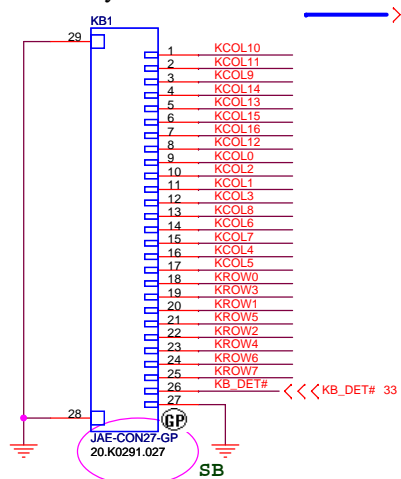 KB1
29
1 KCOL10
2 KCOL11
3 KCOL9
4 KCOL14
5 KCOL13
6 KCOL15
7 KCOL16
8 KCOL12
9 KCOL0
10 KCOL2
11 KCOL1
12 KCOL3
13 KCOL8
14 KCOL6
15 KCOL7
16 KCOL4
17 KCOL5
18 KROW0
19 KROW3
20 KROW1
21 KROW5
22 KROW2
23 KROW4
24 KROW6
25 KROW7
26 KB_DET# KB_DET# 33
27
28
GP
JAE-CON27-GP
20.K0291.027
SB